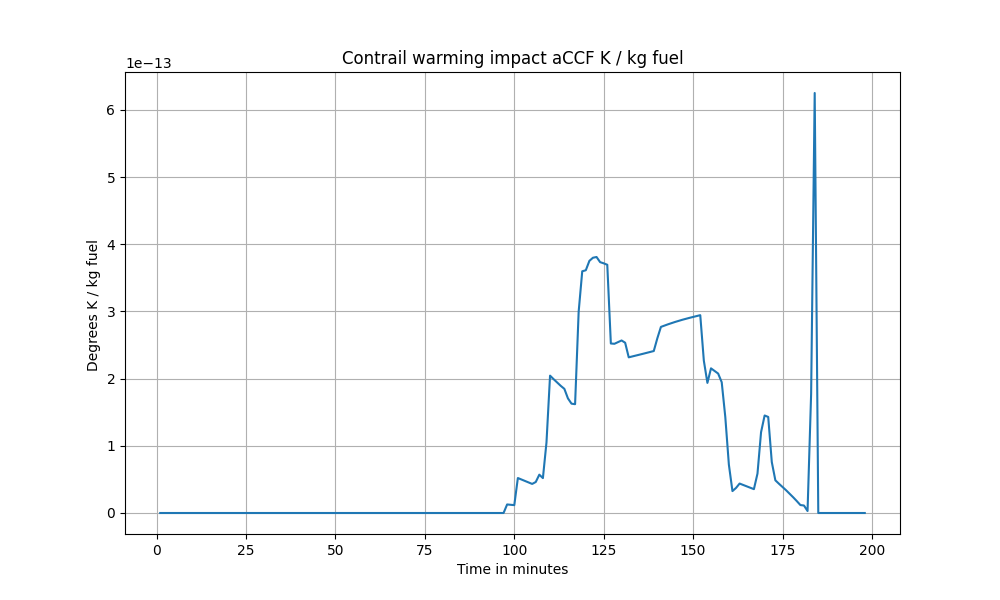 Contrail warming impact aCCF K / kg fuel
1e−13
6
5
4
3
2
1
0
Degrees K / kg fuel
0 25 50 75 100 125 150 175 200
Time in minutes